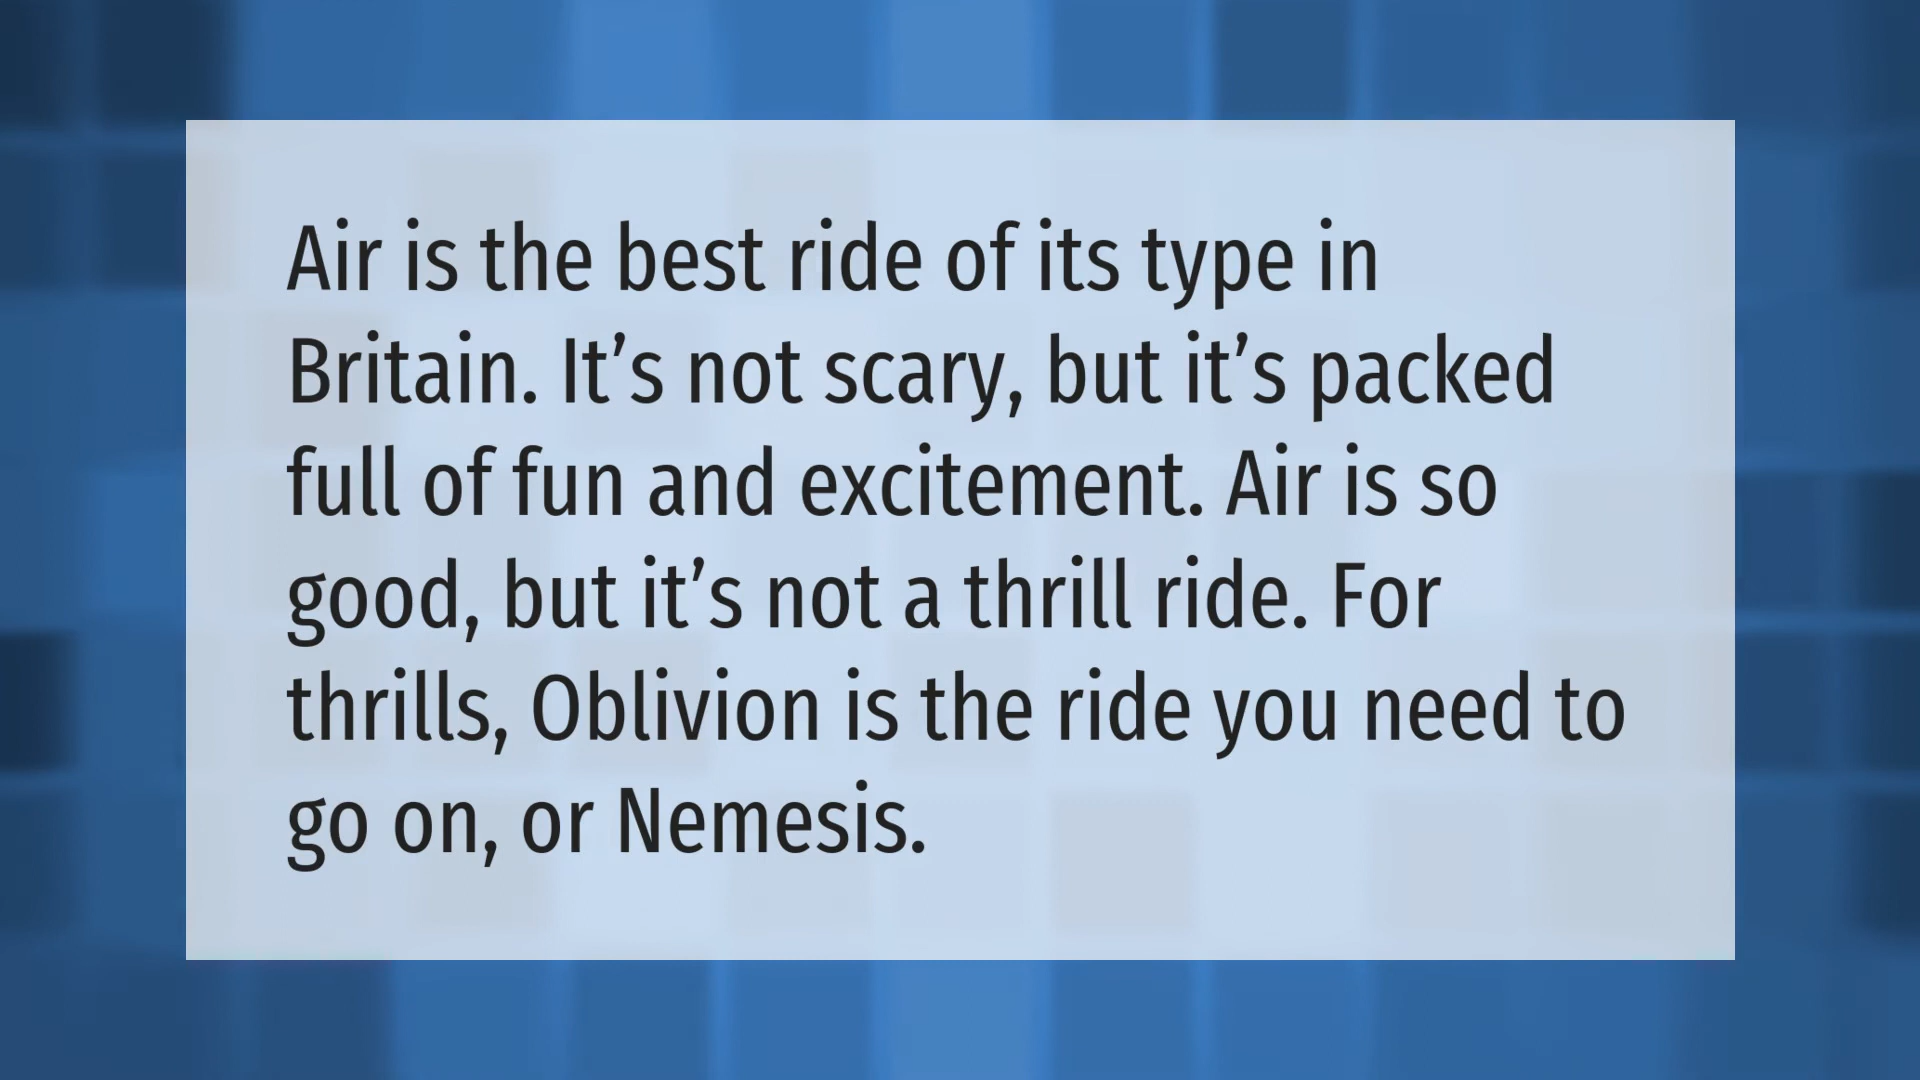 Air is the best ride of its type in
Britain. It’s not scary, but it’s packed
full of fun and excitement. Air is so
good, but it’s not a thrill ride. For
thrills, Oblivion is the ride you need to
go on, or Nemesis.